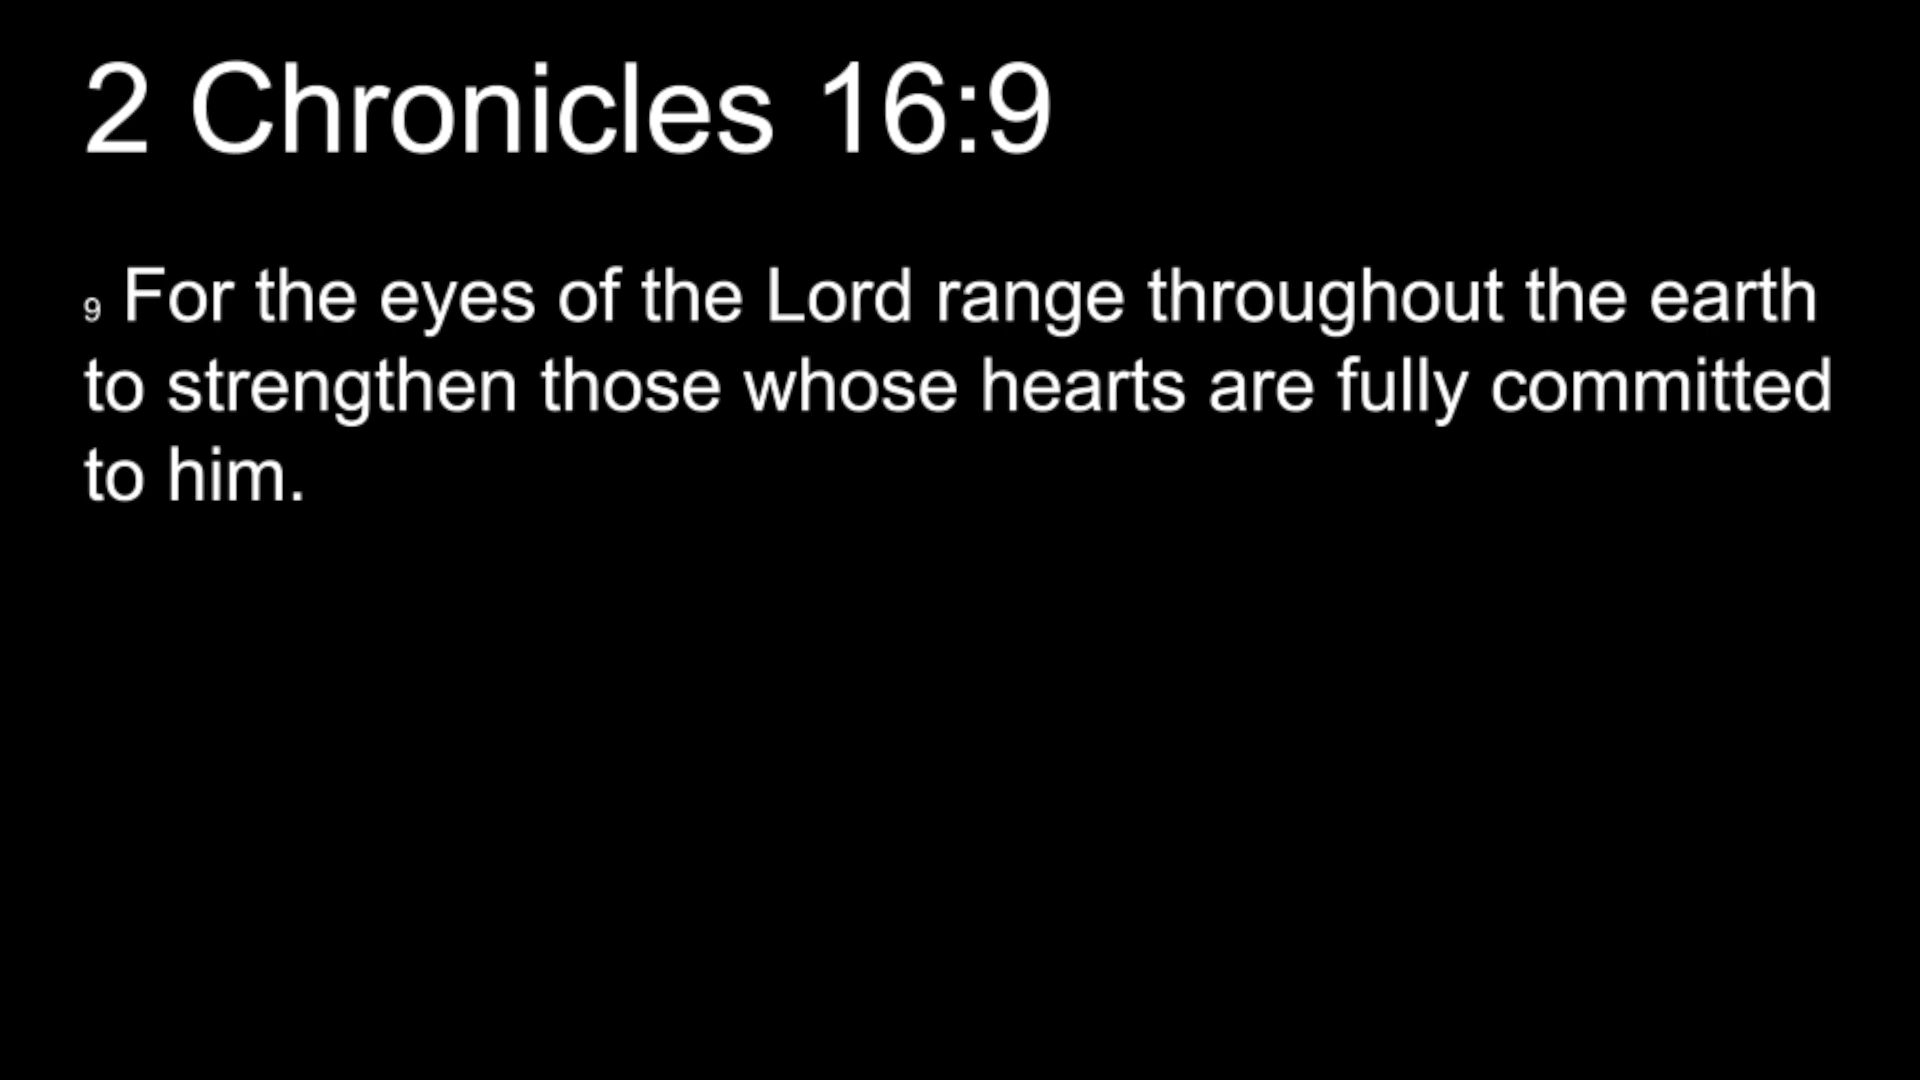 2 Chronicles 16:9
9 For the eyes of the Lord range throughout the earth
to strengthen those whose hearts are fully committed
to him.